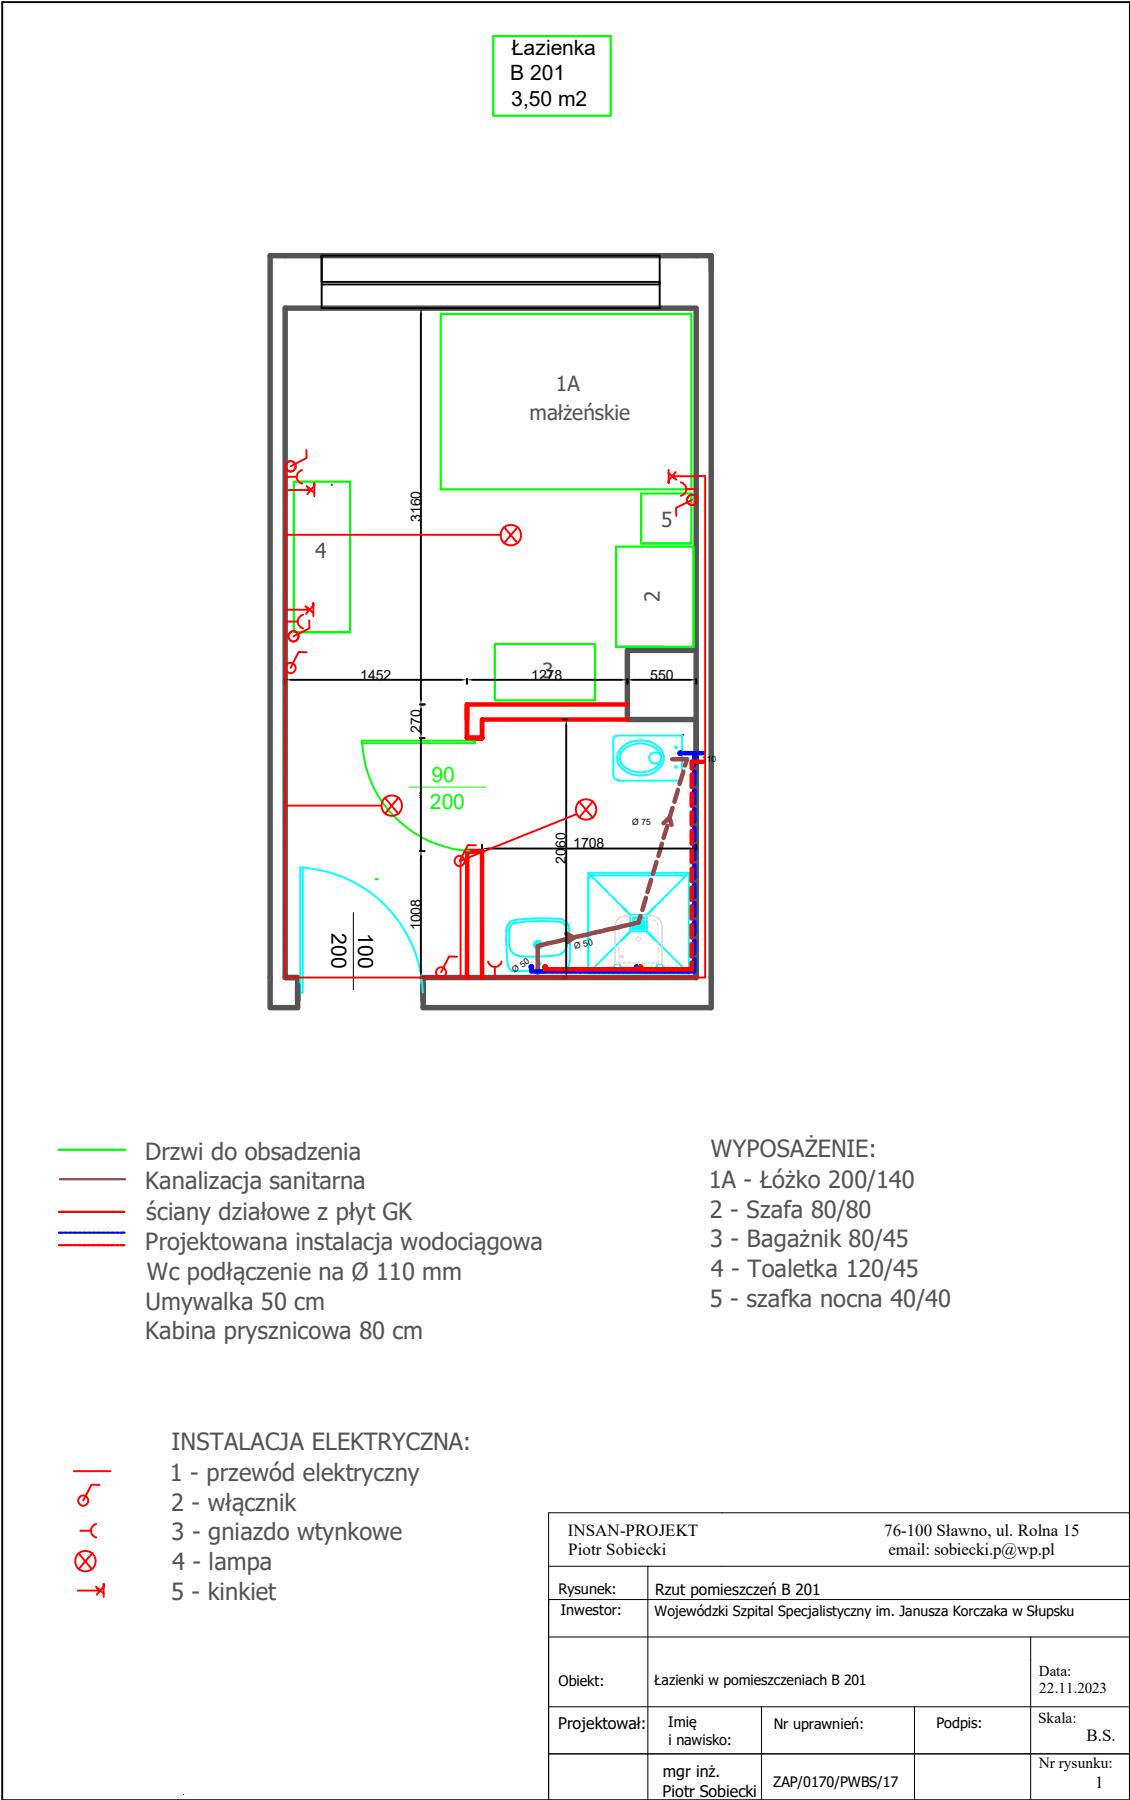 Łazienka
B 201
3,50 m2
1A
małżeńskie
3160
5
4
2
3
1452
1278
550
270
90
200
110
Ø 75
2060
1708
1008
100
200
Ø 50
Ø 50
Drzwi do obsadzenia
Kanalizacja sanitarna
ściany działowe z płyt GK
Projektowana instalacja wodociągowa
Wc podłączenie na Ø 110 mm
Umywalka 50 cm
Kabina prysznicowa 80 cm
WYPOSAŻENIE:
1A - Łóżko 200/140
2 - Szafa 80/80
3 - Bagażnik 80/45
4 - Toaletka 120/45
5 - szafka nocna 40/40
INSTALACJA ELEKTRYCZNA:
1 - przewód elektryczny
2 - włącznik
3 - gniazdo wtynkowe
4 - lampa
5 - kinkiet
INSAN-PROJEKT
Piotr Sobiecki
76-100 Sławno, ul. Rolna 15
email: sobiecki.p@wp.pl
Rysunek: Rzut pomieszczeń B 201
Inwestor: Wojewódzki Szpital Specjalistyczny im. Janusza Korczaka w Słupsku
Obiekt: Łazienki w pomieszczeniach B 201
Data:
22.11.2023
Projektował: Imię
i nawisko:
Nr uprawnień:
Podpis:
Skala:
B.S.
mgr inż.
Piotr Sobiecki
ZAP/0170/PWBS/17
Nr rysunku:
1